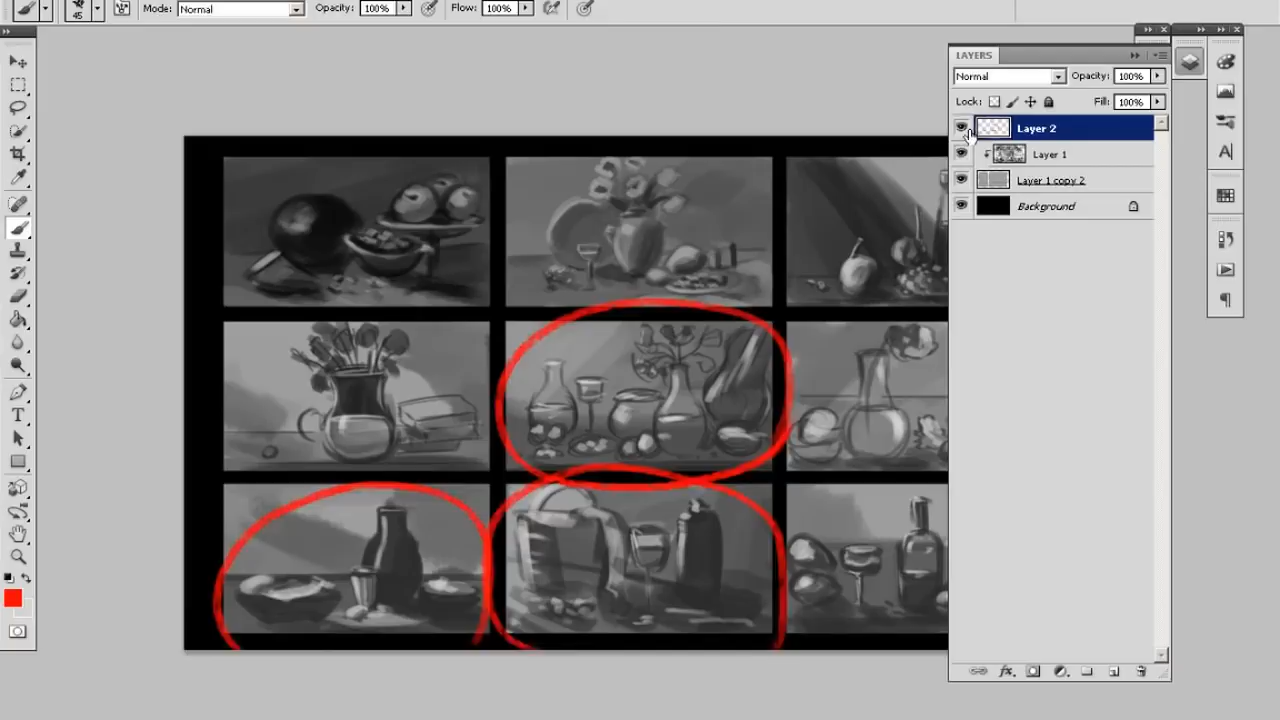 45 Mode: Normal Opacity: 100% Flow: 100%
LAYERS
Normal Opacity: 100%
Lock: Fill: 100%
Layer 2
Layer 1
Layer 1 copy 2
Background